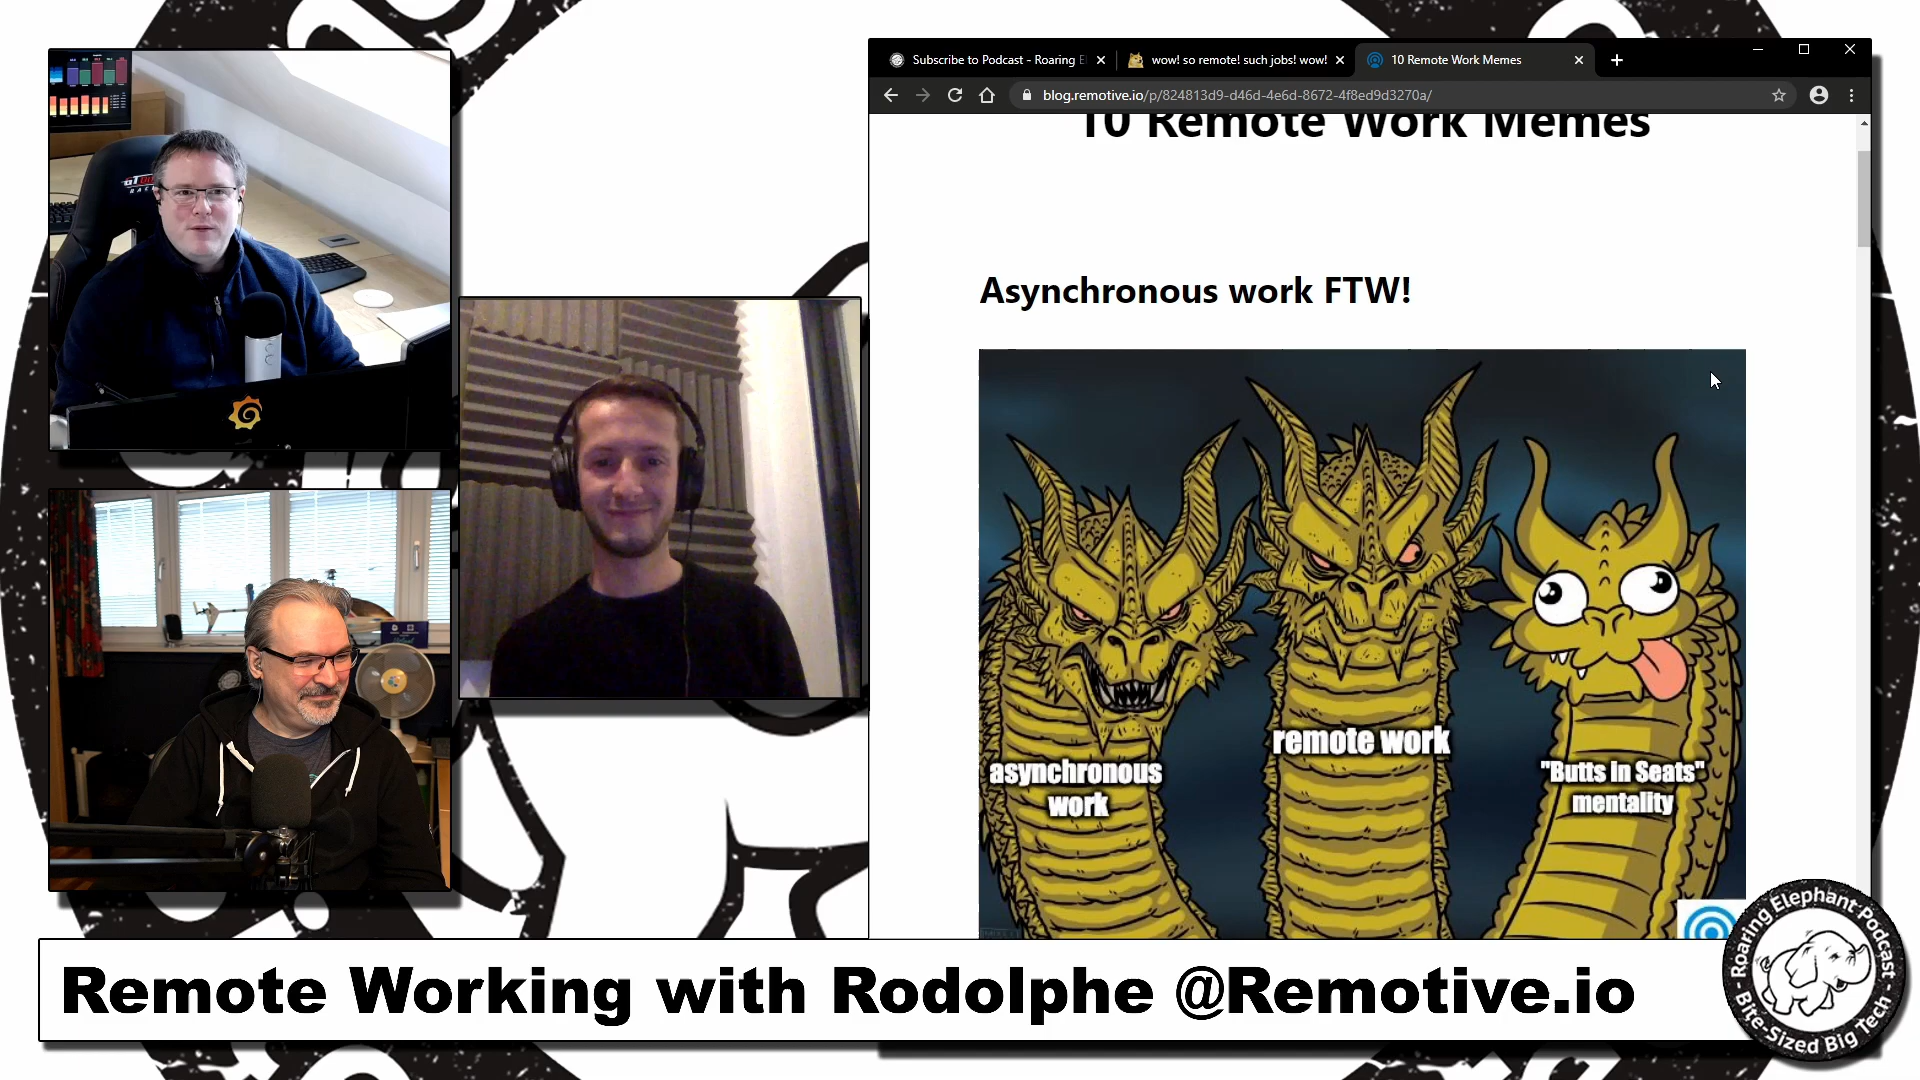 Subscribe to Podcast - Roaring E
wow! so remote! such jobs! wow!
10 Remote Work Memes
blog.remotive.io/p/824813d9-d46d-4e6d-8672-4f8ed9d3270a/
10 Remote Work Memes
Asynchronous work FTW!
remote work
asynchronous
work
"Butts In Seats"
mentality
Remote Working with Rodolphe @Remotive.io
- Roaring Elephant Podcast -
Bite-Sized Big Tech